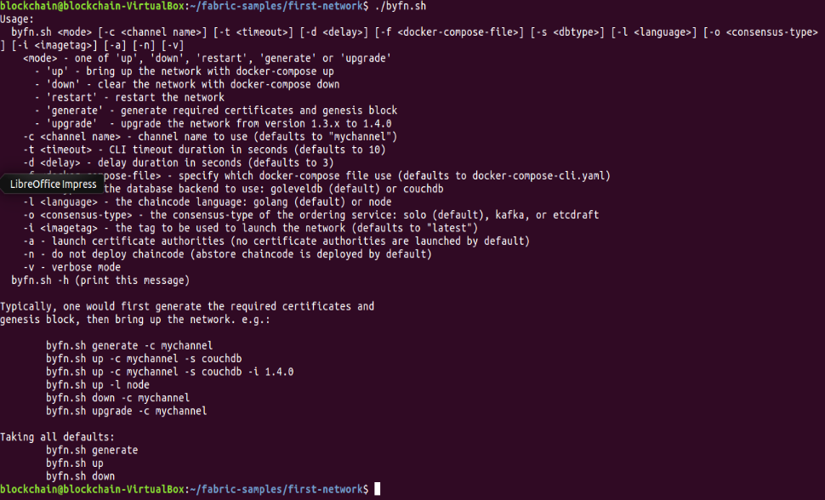 blockchain@blockchain-VirtualBox:~/fabric-samples/first-network$ ./byfn.sh
Usage:
  byfn.sh <mode> [-c <channel name>] [-t <timeout>] [-d <delay>] [-f <docker-compose-file>] [-s <dbtype>] [-l <language>] [-o <consensus-type>
] [-i <imagetag>] [-a] [-n] [-v]
    <mode> - one of 'up', 'down', 'restart', 'generate' or 'upgrade'
      - 'up' - bring up the network with docker-compose up
      - 'down' - clear the network with docker-compose down
      - 'restart' - restart the network
      - 'generate' - generate required certificates and genesis block
      - 'upgrade'  - upgrade the network from version 1.3.x to 1.4.0
    -c <channel name> - channel name to use (defaults to "mychannel")
    -t <timeout> - CLI timeout duration in seconds (defaults to 10)
    -d <delay> - delay duration in seconds (defaults to 3)
-compose-file> - specify which docker-compose file use (defaults to docker-compose-cli.yaml)
LibreOffice Impress
the database backend to use: goleveldb (default) or couchdb
    -l <language> - the chaincode language: golang (default) or node
    -o <consensus-type> - the consensus-type of the ordering service: solo (default), kafka, or etcdraft
    -i <imagetag> - the tag to be used to launch the network (defaults to "latest")
    -a - launch certificate authorities (no certificate authorities are launched by default)
    -n - do not deploy chaincode (abstore chaincode is deployed by default)
    -v - verbose mode
  byfn.sh -h (print this message)
Typically, one would first generate the required certificates and
genesis block, then bring up the network. e.g.:
        byfn.sh generate -c mychannel
        byfn.sh up -c mychannel -s couchdb
        byfn.sh up -c mychannel -s couchdb -i 1.4.0
        byfn.sh up -l node
        byfn.sh down -c mychannel
        byfn.sh upgrade -c mychannel
Taking all defaults:
        byfn.sh generate
        byfn.sh up
        byfn.sh down
blockchain@blockchain-VirtualBox:~/fabric-samples/first-network$